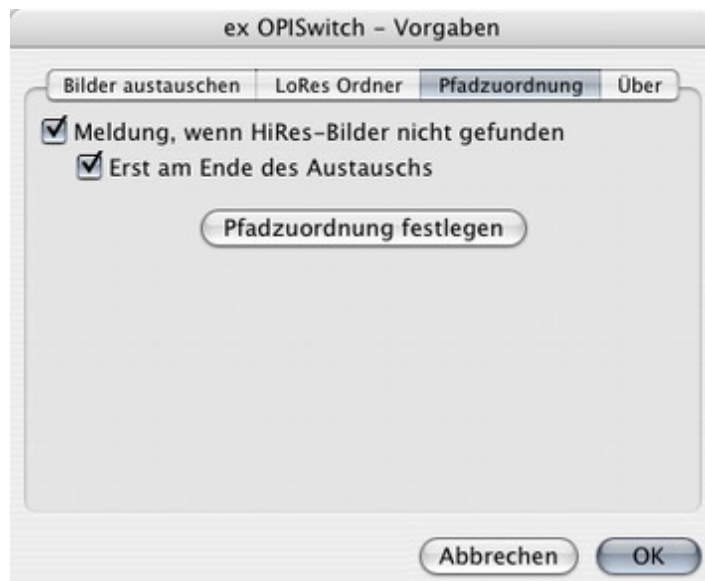 ex OPISwitch – Vorgaben
Bilder austauschen LoRes Ordner Pfadzuordnung Über
Meldung, wenn HiRes-Bilder nicht gefunden
Erst am Ende des Austauschs
Pfadzuordnung festlegen
Abbrechen OK